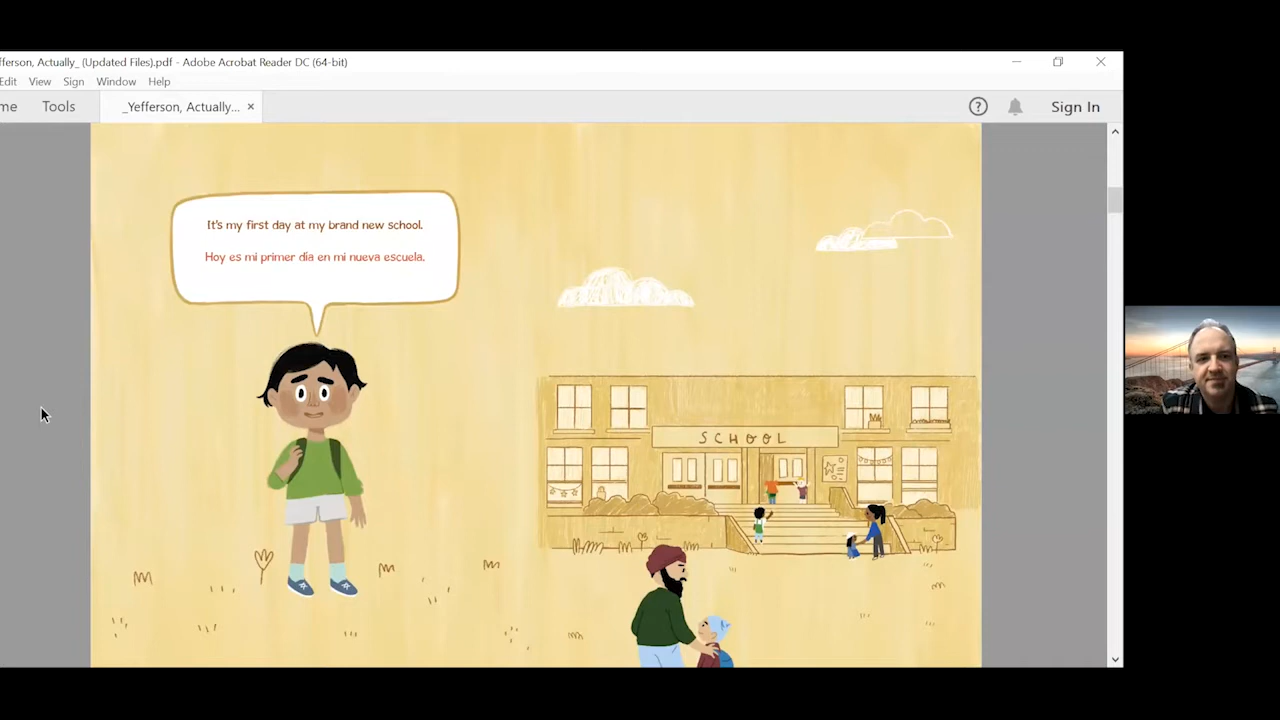 fferson, Actually_ (Updated Files).pdf - Adobe Acrobat Reader DC (64-bit)
Edit View Sign Window Help
me Tools _Yefferson, Actually... × ? Sign In
It's my first day at my brand new school.
Hoy es mi primer día en mi nueva escuela.
SCHOOL